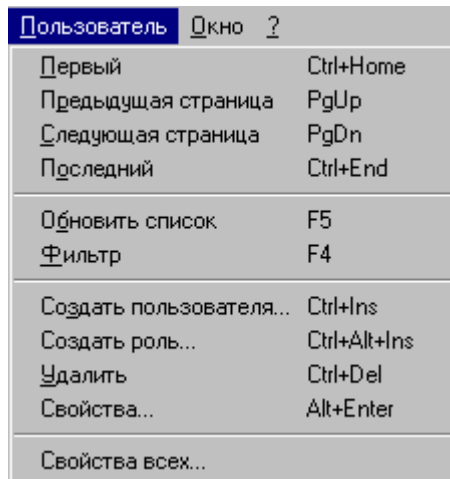 Пользователь Окно ?
Первый Ctrl+Home
Предыдущая страница PgUp
Следующая страница PgDn
Последний Ctrl+End
Обновить список F5
Фильтр F4
Создать пользователя... Ctrl+Ins
Создать роль... Ctrl+Alt+Ins
Удалить Ctrl+Del
Свойства... Alt+Enter
Свойства всех...